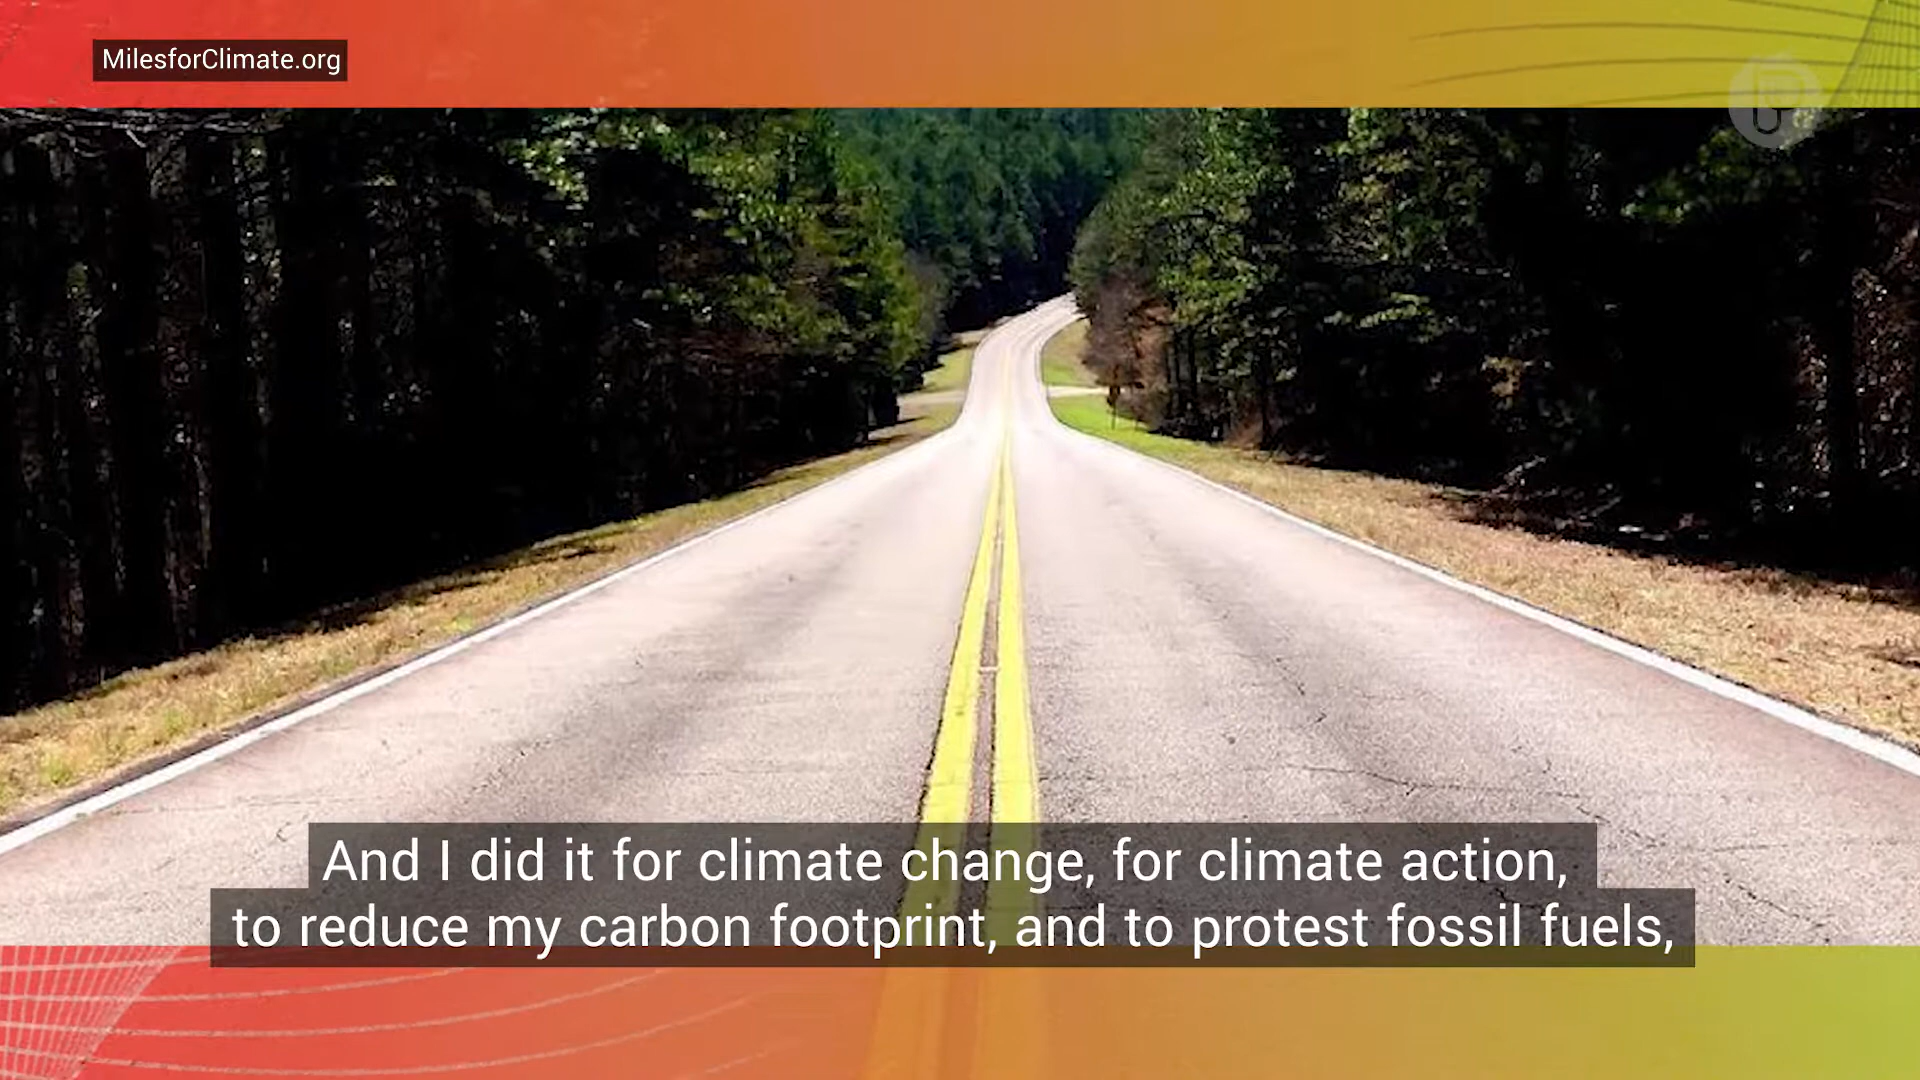 MilesforClimate.org
And I did it for climate change, for climate action,
to reduce my carbon footprint, and to protest fossil fuels,